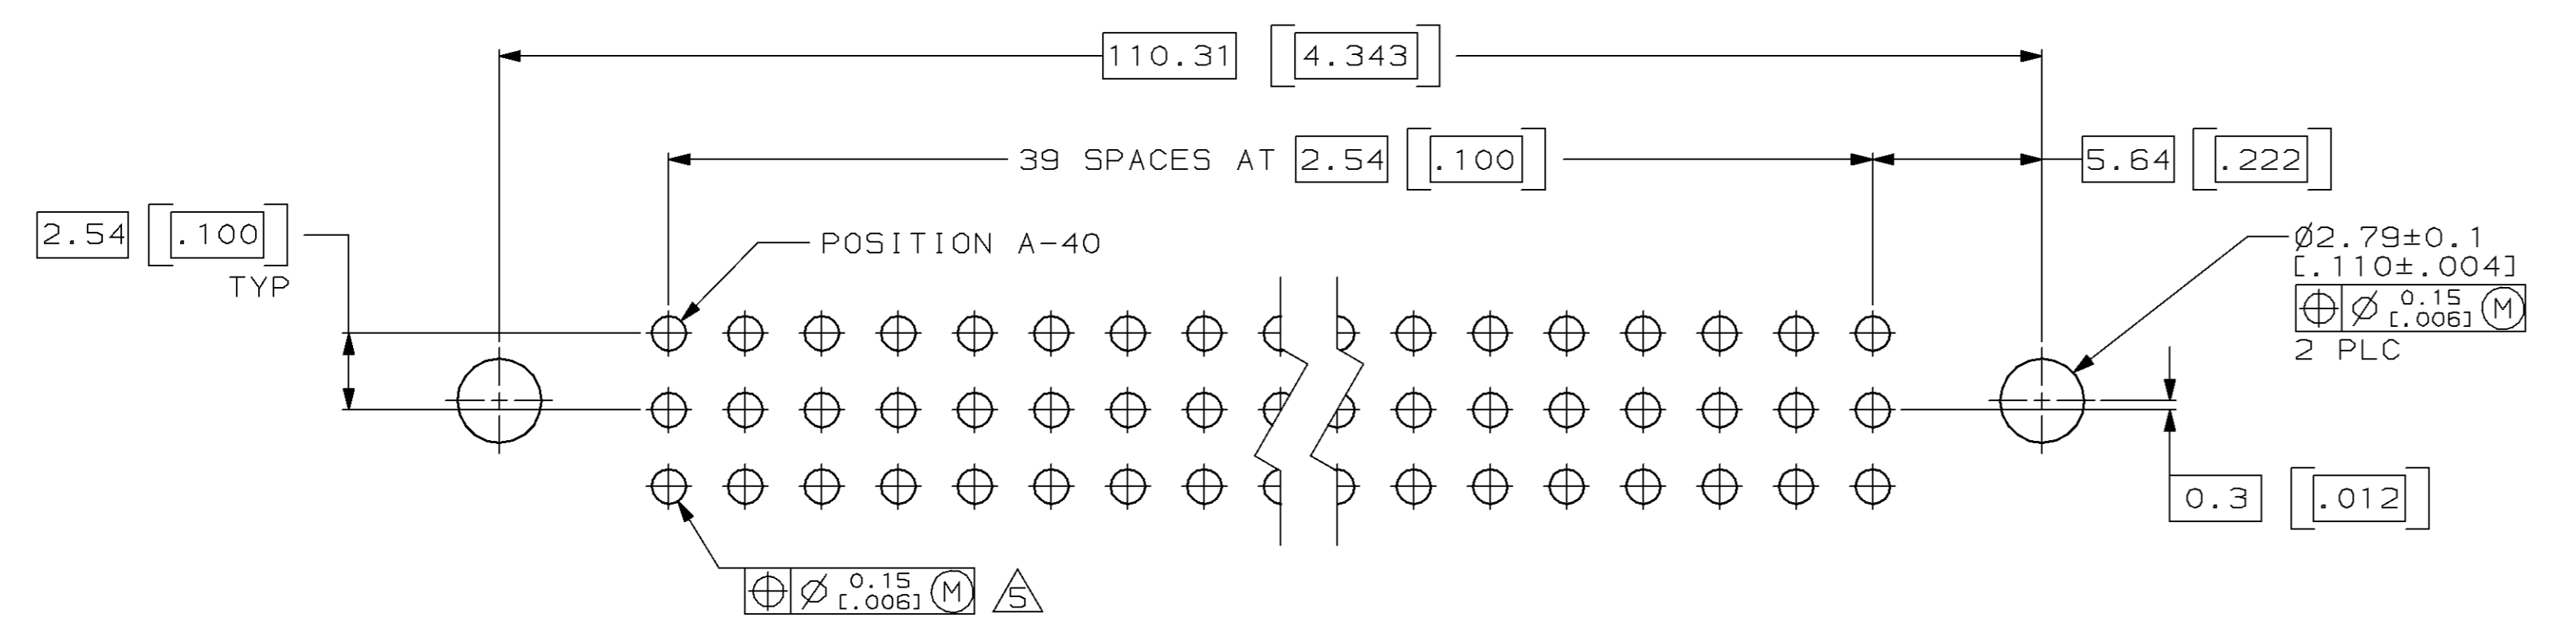 110.31 [4.343]
39 SPACES AT 2.54 [.100]
5.64 [.222]
2.54 [.100]
TYP
POSITION A-40
Ø2.79±0.1
[.110±.004]
⌖ Ø 0.15 Ⓜ
[.006]
2 PLC
0.3 [.012]
⌖ Ø 0.15 Ⓜ 5
[.006]